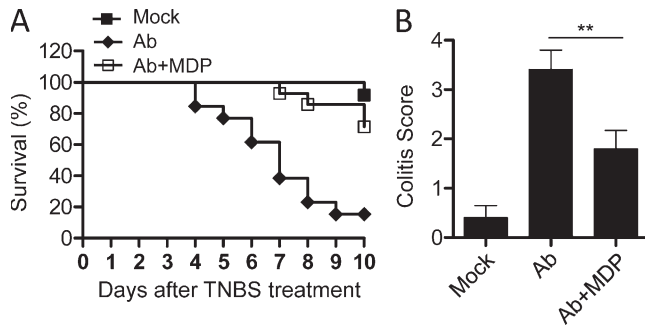 A
Mock
Ab
Ab+MDP
Survival (%)
120
100
80
60
40
20
0
0 1 2 3 4 5 6 7 8 9 10
Days after TNBS treatment
B
**
Colitis Score
4
3
2
1
0
Mock
Ab
Ab+MDP